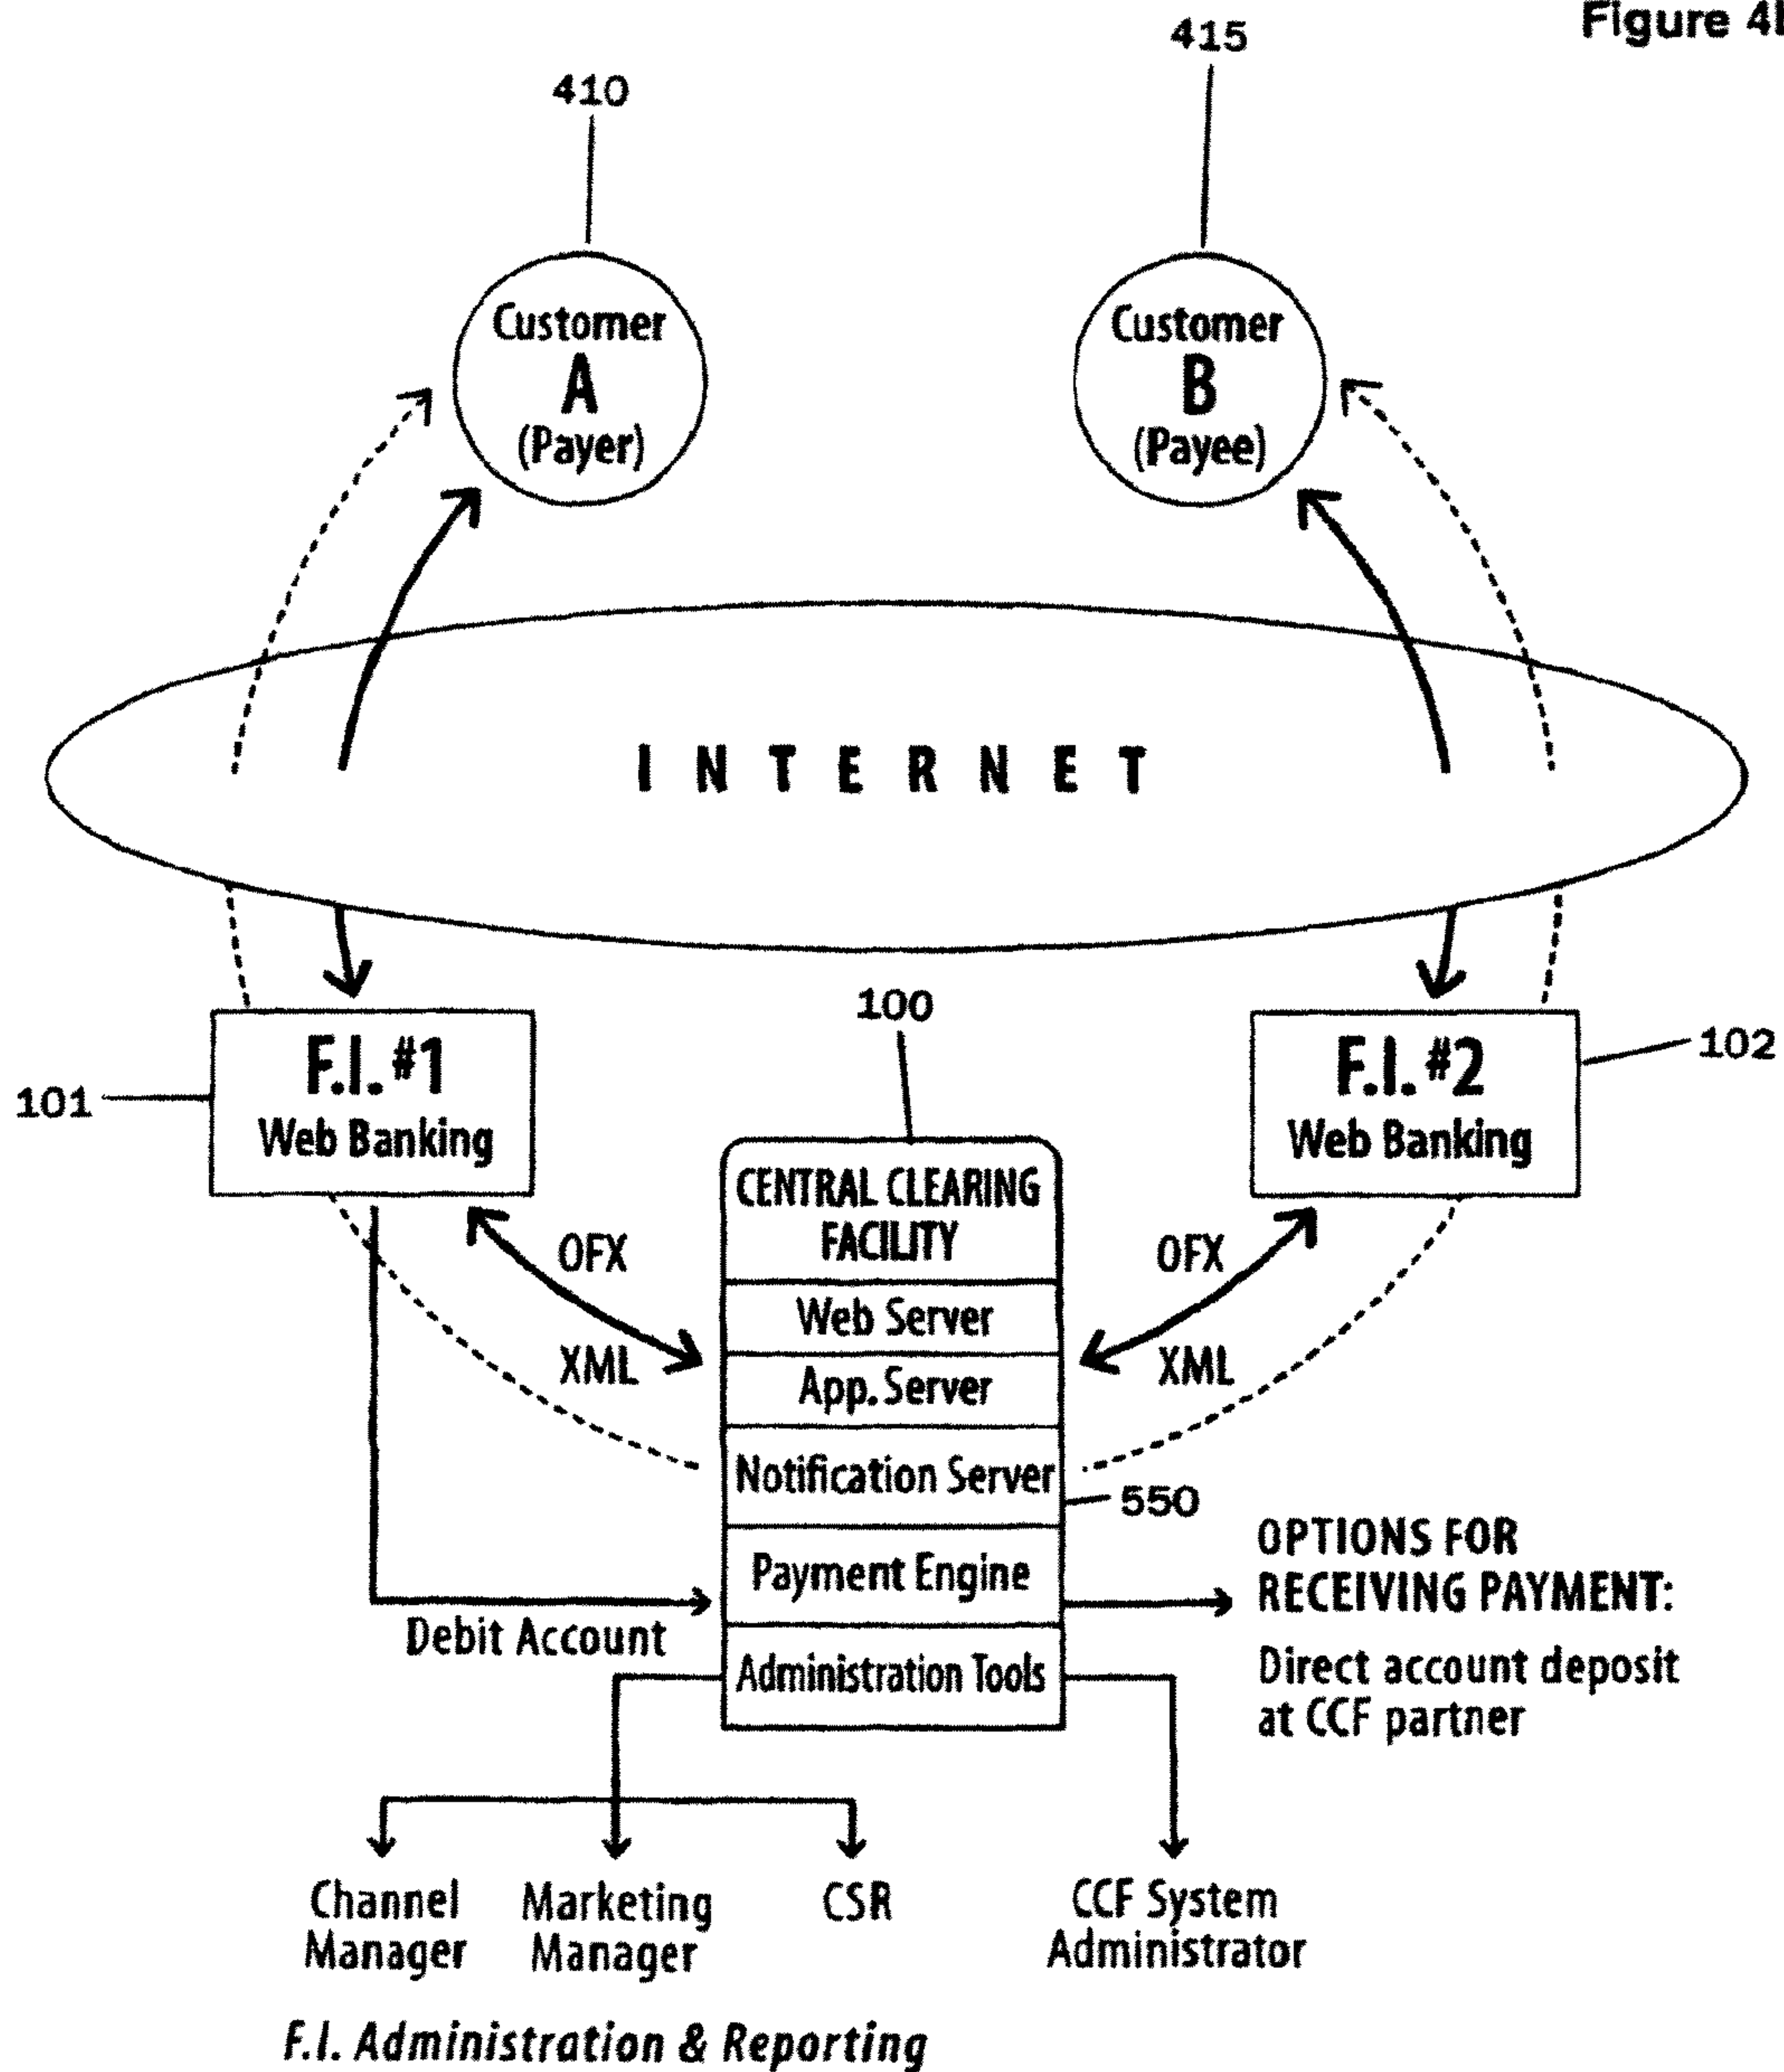 Figure 4
415
410
Customer
A
(Payer)
Customer
B
(Payee)
INTERNET
100
F.I. #1
Web Banking
101
F.I. #2
Web Banking
102
CENTRAL CLEARING
FACILITY
Web Server
App. Server
Notification Server
Payment Engine
Administration Tools
OFX
XML
OFX
XML
550
Debit Account
OPTIONS FOR
RECEIVING PAYMENT:
Direct account deposit
at CCF partner
Channel
Manager
Marketing
Manager
CSR
CCF System
Administrator
F.I. Administration & Reporting